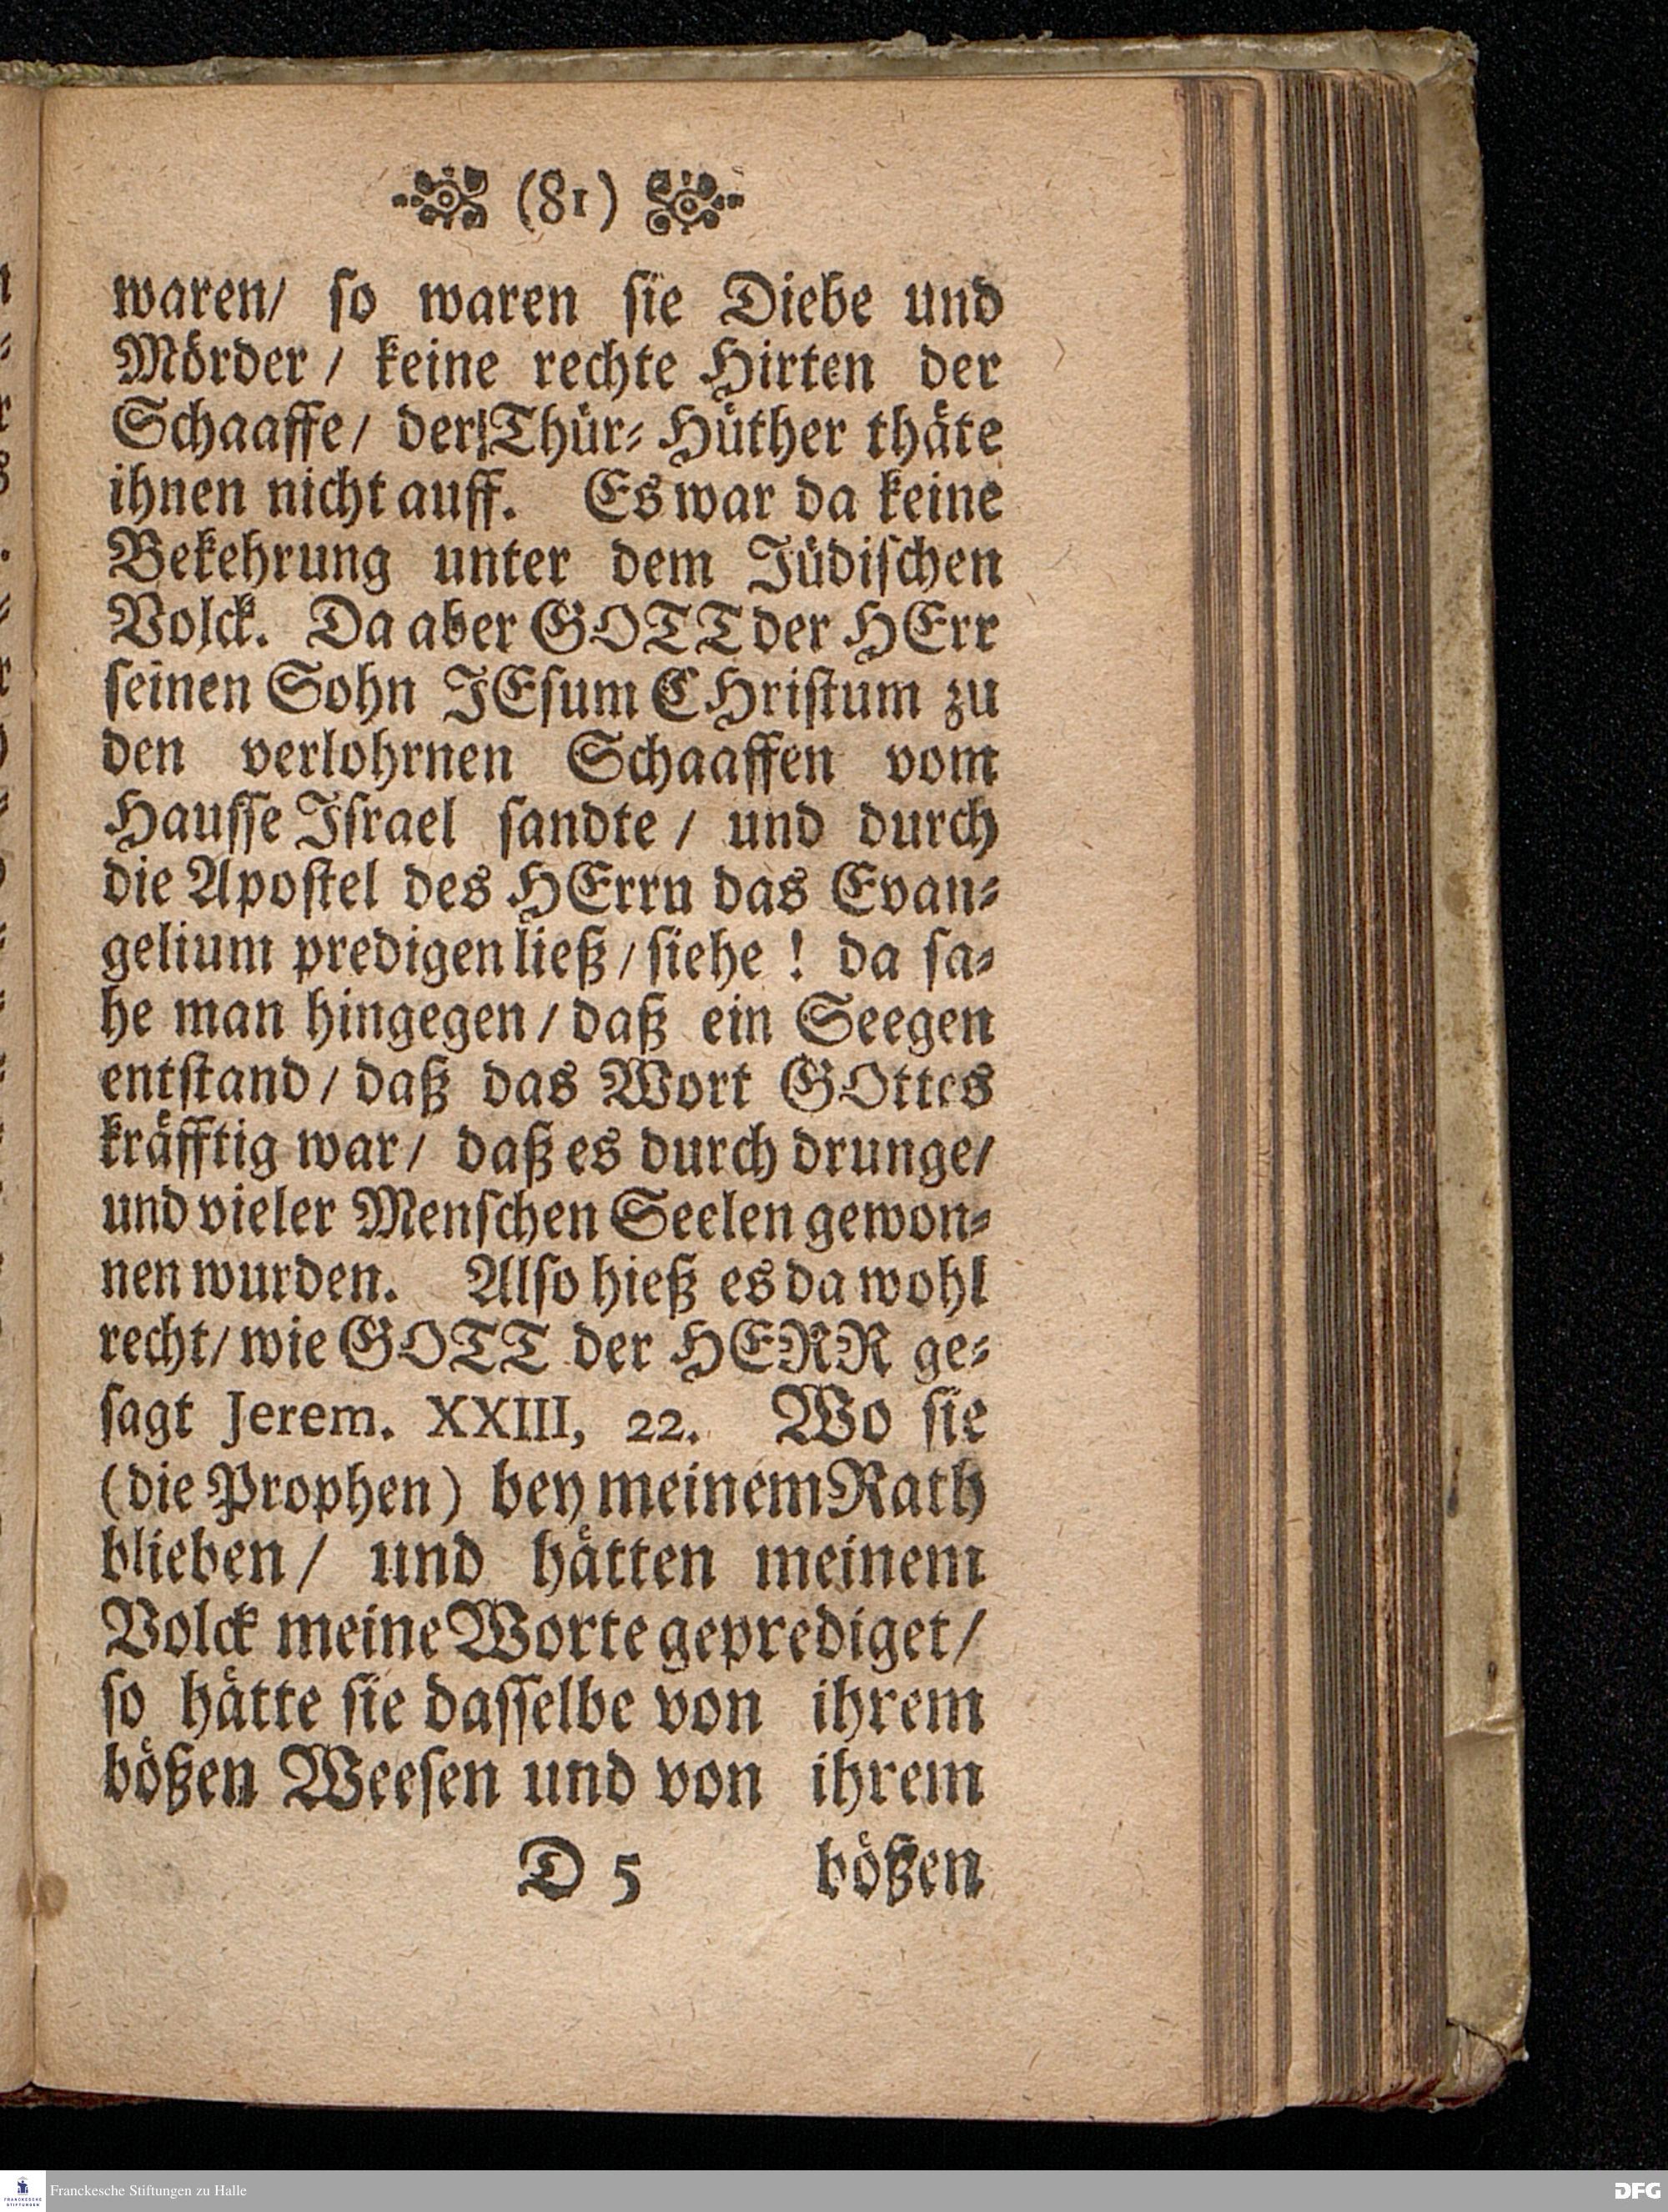 (81)
waren/ ſo waren ſie Diebe und
Mörder / keine rechte Hirten der
Schaaffe/ der Thür-Hüther thäte
ihnen nicht auff. Es war da keine
Bekehrung unter dem Jüdiſchen
Volck. Da aber GOTT der HErr
ſeinen Sohn JEſum CHriſtum zu
den verlohrnen Schaaffen vom
Hauſſe Iſrael ſandte / und durch
die Apoſtel des HErrn das Evan-
gelium predigen ließ / ſiehe ! da ſa-
he man hingegen / daß ein Seegen
entſtand / daß das Wort GOttes
kräfftig war / daß es durch drunge/
und vieler Menſchen Seelen gewon-
nen wurden. Alſo hieß es da wohl
recht/ wie GOTT der HERR ge-
ſagt Jerem. XXIII, 22. Wo ſie
(die Prophen) bey meinem Rath
blieben / und hätten meinem
Volck meine Worte geprediget /
ſo hätte ſie daſſelbe von ihrem
bößen Weeſen und von ihrem
D 5 bößen
Franckesche Stiftungen zu Halle
DFG
FRANCKESCHE
STIFTUNGEN